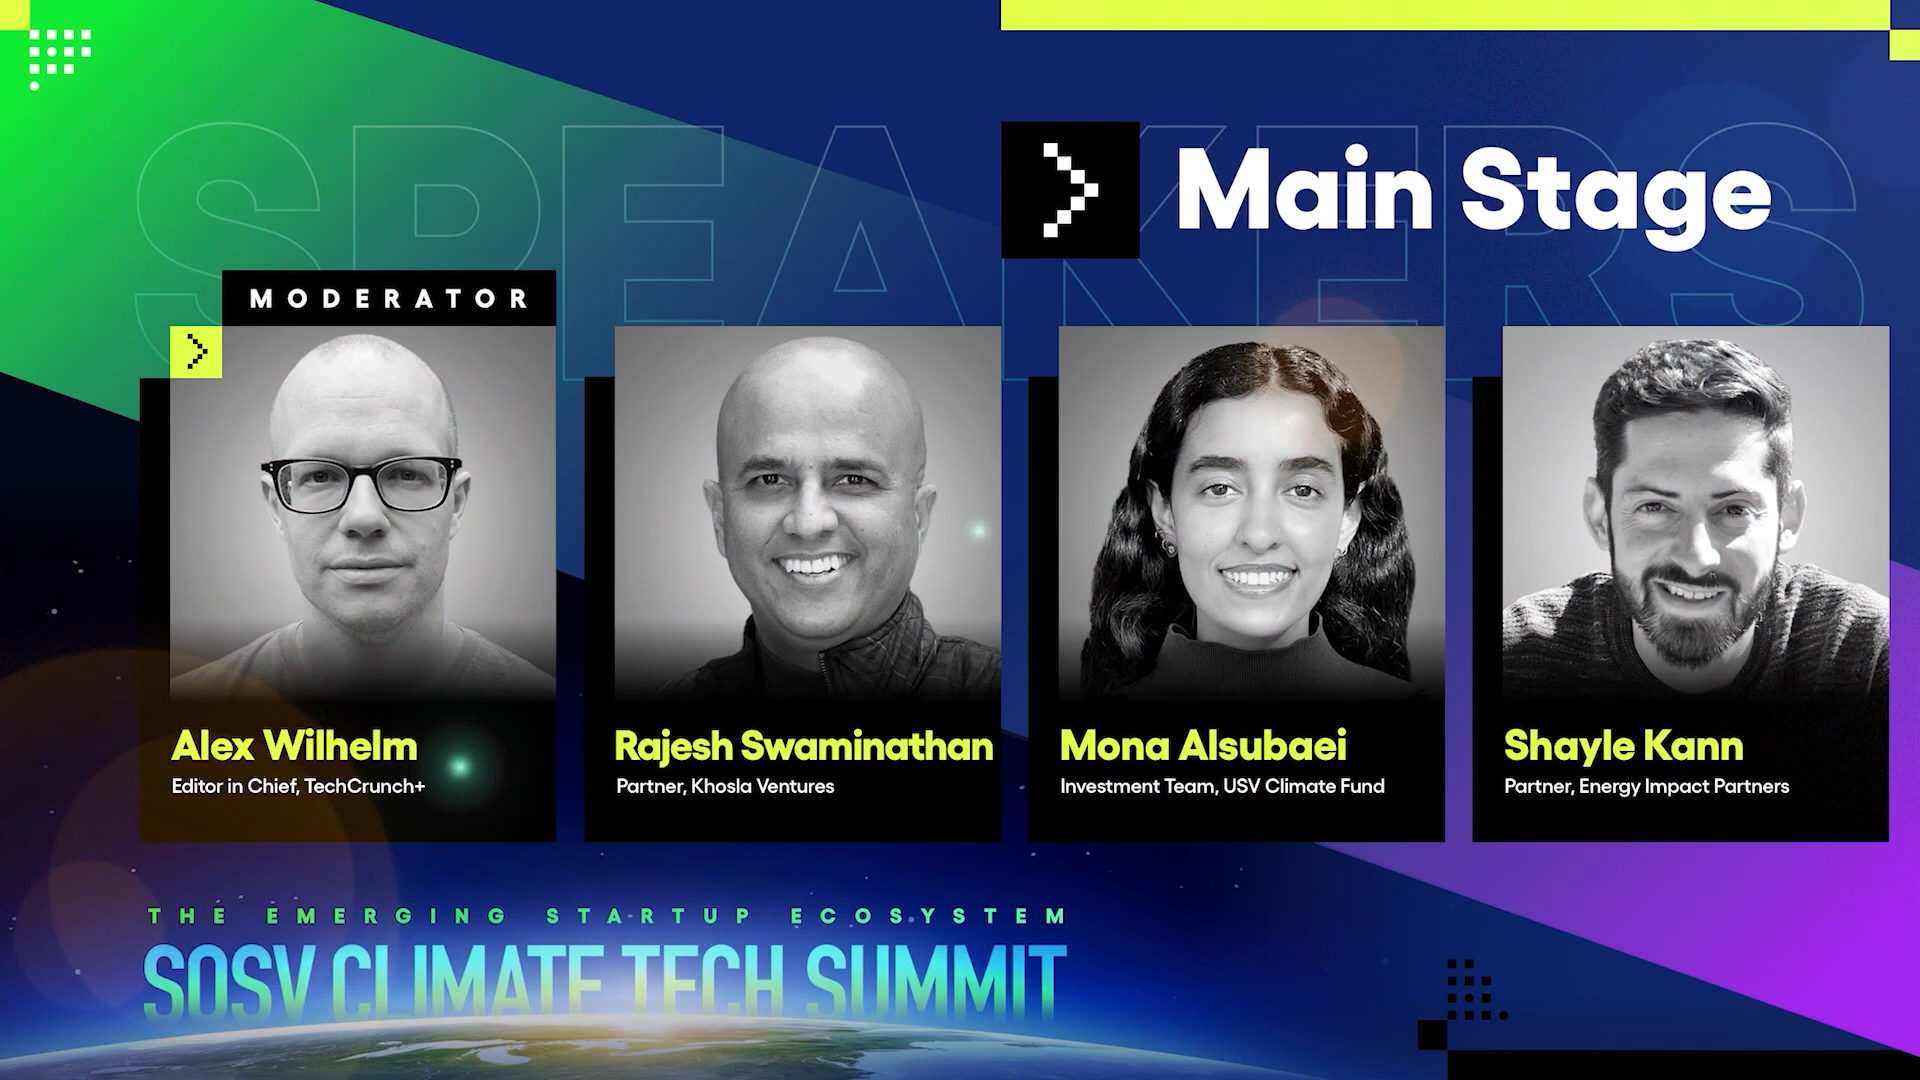 SPEAKERS
Main Stage
MODERATOR
Alex Wilhelm
Editor in Chief, TechCrunch+
Rajesh Swaminathan
Partner, Khosla Ventures
Mona Alsubaei
Investment Team, USV Climate Fund
Shayle Kann
Partner, Energy Impact Partners
THE EMERGING STARTUP ECOSYSTEM
SOSV CLIMATE TECH SUMMIT